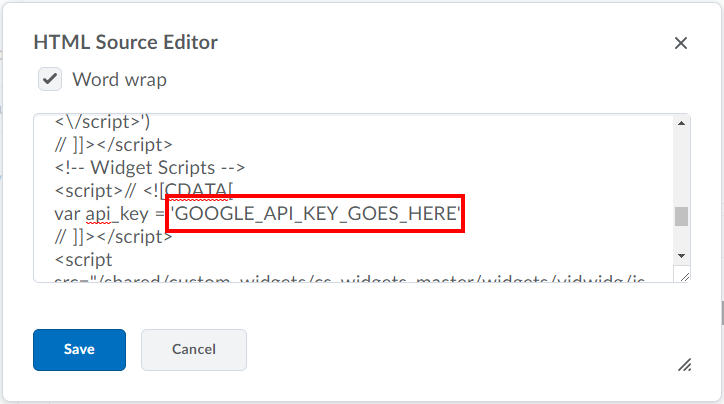 HTML Source Editor
Word wrap
<\/script>')
// ]]></script>
<!-- Widget Scripts -->
<script>// <![CDATA[
var api_key = 'GOOGLE_API_KEY_GOES_HERE'
// ]]></script>
<script
src="/shared/custom_widgets/cs_widgets_master/widgets/vidwidg/js
Save
Cancel